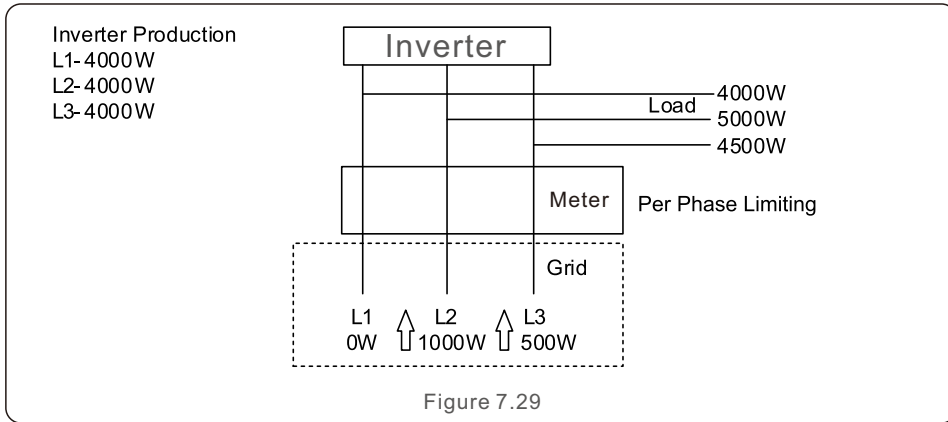 Inverter Production
L1-4000W
L2-4000W
L3-4000W
Inverter
Load
4000W
5000W
4500W
Meter
Per Phase Limiting
Grid
L1 L2 L3
0W 1000W 500W
Figure 7.29